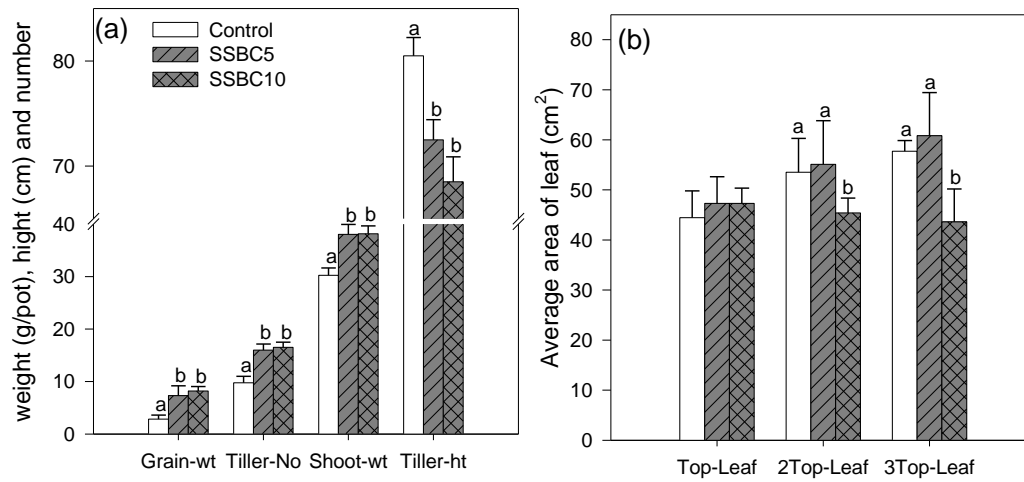 (a)
Control
SSBC5
SSBC10
weight (g/pot), hight (cm) and number
80
70
40
30
20
10
0
a
b
b
a
b
b
a
b
b
a
b
b
Grain-wt Tiller-No Shoot-wt Tiller-ht
(b)
Average area of leaf (cm²)
80
70
60
50
40
30
20
10
0
a
a
b
a
a
b
Top-Leaf 2Top-Leaf 3Top-Leaf